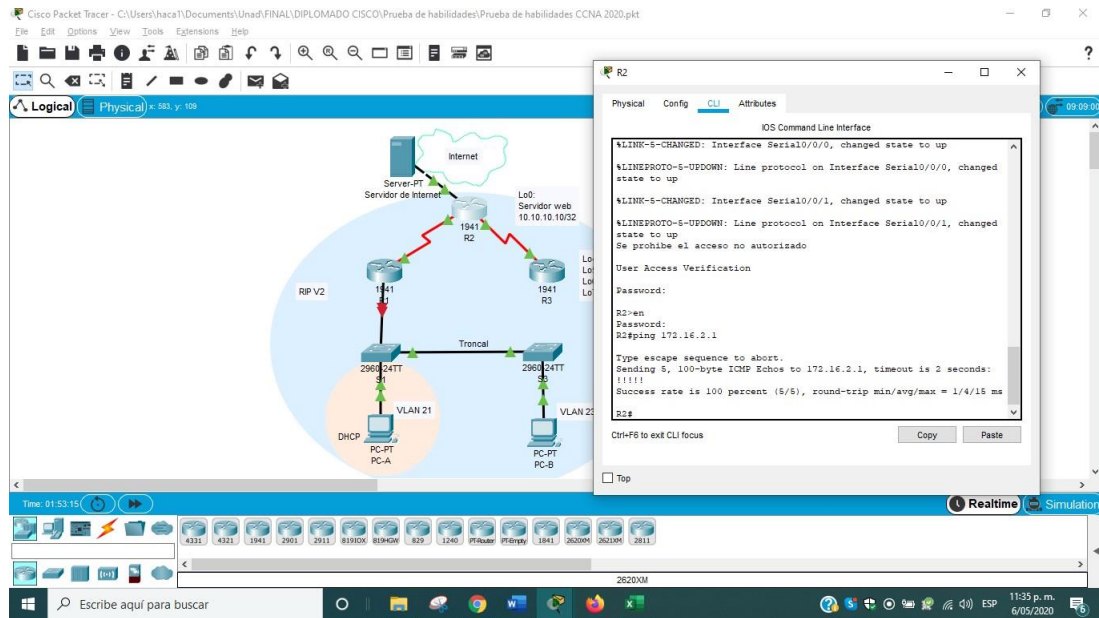 Cisco Packet Tracer - C:\Users\haca1\Documents\Unad\FINAL\DIPLOMADO CISCO\Prueba de habilidades\Prueba de habilidades CCNA 2020.pkt
File Edit Options View Tools Extensions Help
?
Logical Physical x: 583, y: 109
09:09:00
Internet
Server-PT
Servidor de Internet
Lo0:
Servidor web
10.10.10.10/32
1941
R2
1941
R1
1941
R3
RIP V2
Troncal
2960-24TT
S1
2960-24TT
S3
VLAN 21
VLAN 23
DHCP
PC-PT
PC-A
PC-PT
PC-B
R2
Physical Config CLI Attributes
IOS Command Line Interface
%LINK-5-CHANGED: Interface Serial0/0/0, changed state to up
%LINEPROTO-5-UPDOWN: Line protocol on Interface Serial0/0/0, changed
state to up
%LINK-5-CHANGED: Interface Serial0/0/1, changed state to up
%LINEPROTO-5-UPDOWN: Line protocol on Interface Serial0/0/1, changed
state to up
Se prohibe el acceso no autorizado
User Access Verification
Password:
R2>en
Password:
R2#ping 172.16.2.1
Type escape sequence to abort.
Sending 5, 100-byte ICMP Echos to 172.16.2.1, timeout is 2 seconds:
!!!!!
Success rate is 100 percent (5/5), round-trip min/avg/max = 1/4/15 ms
R2#
Ctrl+F6 to exit CLI focus
Copy Paste
Top
Time: 01:53:15
Realtime Simulation
4331 4321 1941 2901 2911 819IOX 819HGW 829 1240 PT-Router PT-Empty 1841 2620XM 2621XM 2811
2620XM
Escribe aquí para buscar
ESP
11:35 p. m.
6/05/2020
6